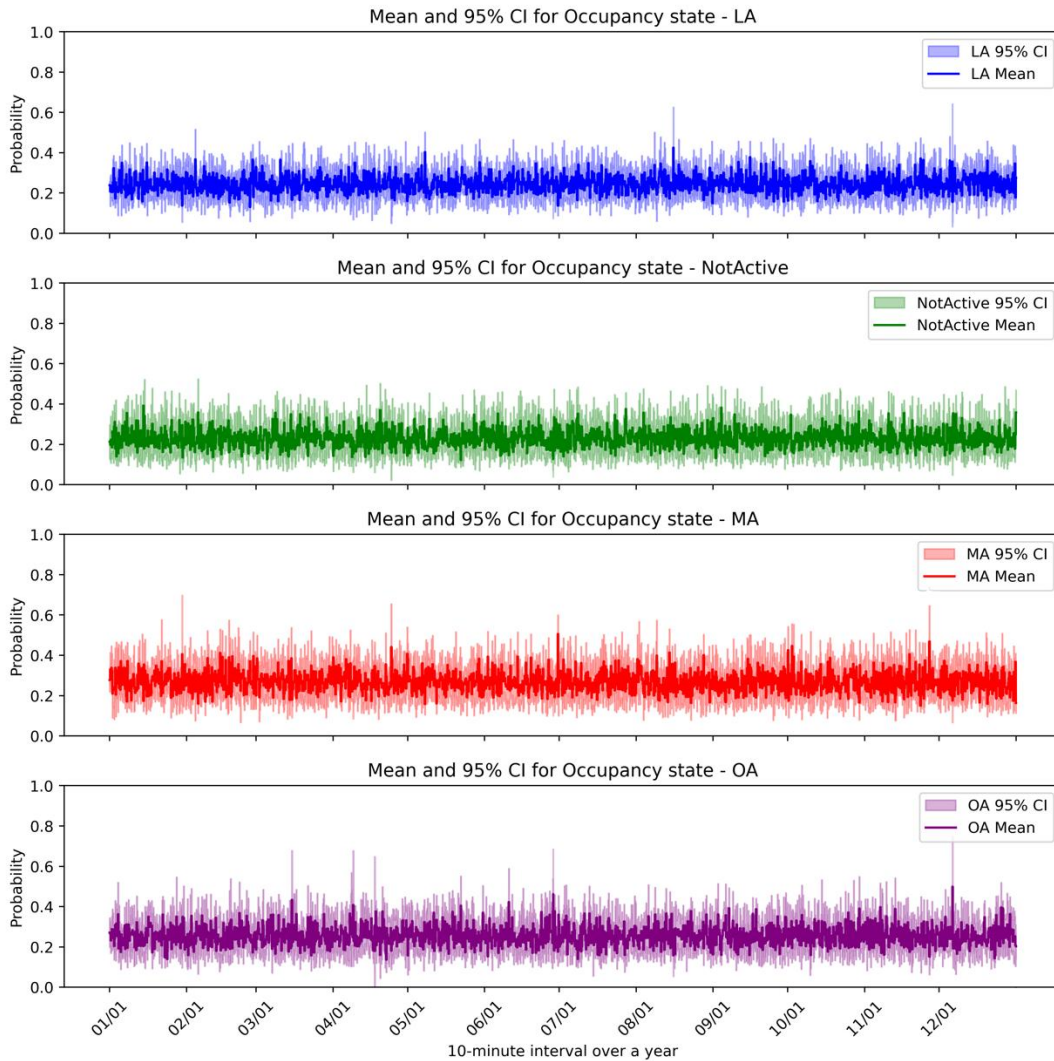 Mean and 95% CI for Occupancy state - LA
1.0
0.8
0.6
0.4
0.2
0.0
Probability
LA 95% CI
LA Mean
01/01 02/01 03/01 04/01 05/01 06/01 07/01 08/01 09/01 10/01 11/01 12/01
Mean and 95% CI for Occupancy state - NotActive
1.0
0.8
0.6
0.4
0.2
0.0
Probability
NotActive 95% CI
NotActive Mean
Mean and 95% CI for Occupancy state - MA
1.0
0.8
0.6
0.4
0.2
0.0
Probability
MA 95% CI
MA Mean
Mean and 95% CI for Occupancy state - OA
1.0
0.8
0.6
0.4
0.2
0.0
Probability
OA 95% CI
OA Mean
10-minute interval over a year